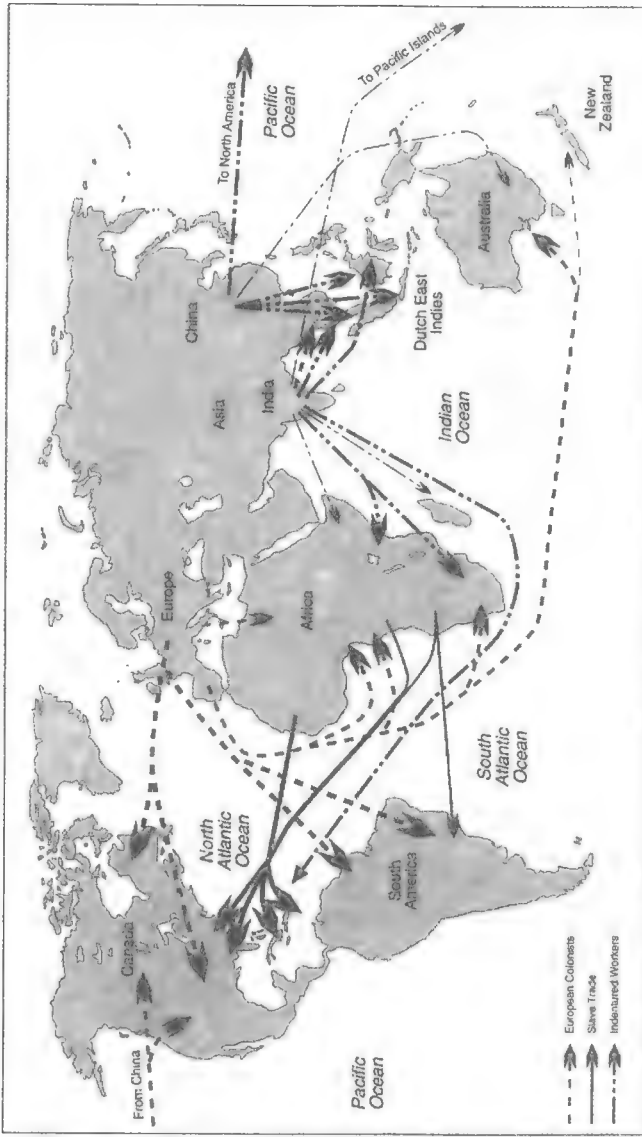 From China
Canada
Pacific
Ocean
North
Atlantic
Ocean
South
America
South
Atlantic
Ocean
Europe
Africa
Asia
India
China
Indian
Ocean
Dutch East
Indies
To North America
Pacific
Ocean
To Pacific Islands
Australia
New
Zealand
European Colonists
Slave Trade
Indentured Workers